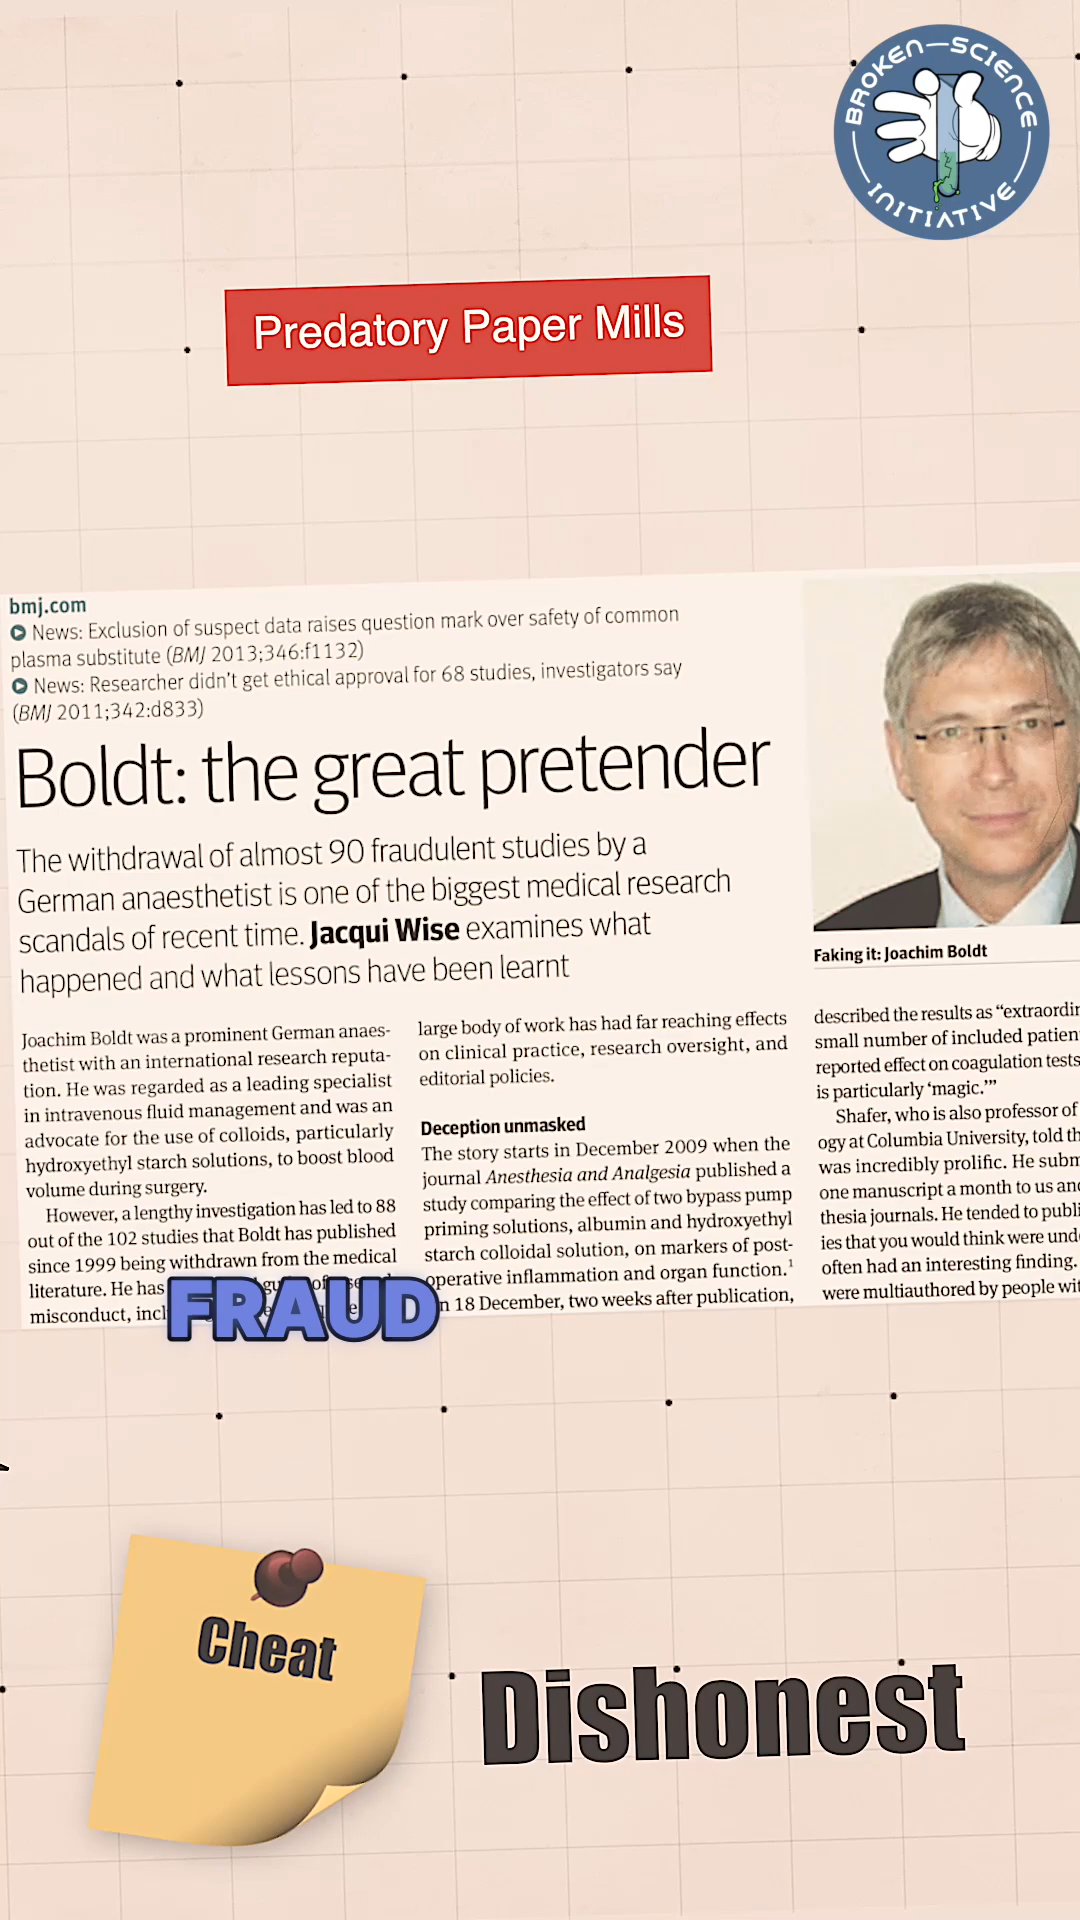 BROKEN—SCIENCE
INITIATIVE
Predatory Paper Mills
bmj.com
News: Exclusion of suspect data raises question mark over safety of common
plasma substitute (BMJ 2013;346:f1132)
News: Researcher didn't get ethical approval for 68 studies, investigators say
(BMJ 2011;342:d833)
Boldt: the great pretender
The withdrawal of almost 90 fraudulent studies by a
German anaesthetist is one of the biggest medical research
scandals of recent time. Jacqui Wise examines what
happened and what lessons have been learnt
Faking it: Joachim Boldt
Joachim Boldt was a prominent German anaes-
thetist with an international research reputa-
tion. He was regarded as a leading specialist
in intravenous fluid management and was an
advocate for the use of colloids, particularly
hydroxyethyl starch solutions, to boost blood
volume during surgery.
However, a lengthy investigation has led to 88
out of the 102 studies that Boldt has published
since 1999 being withdrawn from the medical
literature. He has
misconduct,
large body of work has had far reaching effects
on clinical practice, research oversight, and
editorial policies.
Deception unmasked
The story starts in December 2009 when the
journal Anesthesia and Analgesia published a
study comparing the effect of two bypass pump
priming solutions, albumin and hydroxyethyl
starch colloidal solution, on markers of post-
operative inflammation and organ function.1
18 December, two weeks after publication,
described the results as "extraordin
small number of included patien
reported effect on coagulation tests
is particularly 'magic.'"
Shafer, who is also professor of
ogy at Columbia University, told th
was incredibly prolific. He subm
one manuscript a month to us and
thesia journals. He tended to publi
ies that you would think were und
often had an interesting finding.
were multiauthored by people wit
FRAUD
Cheat
Dishonest